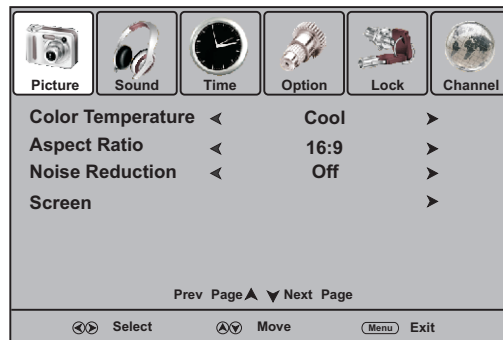 Picture Sound Time Option Lock Channel
Color Temperature Cool
Aspect Ratio 16:9
Noise Reduction Off
Screen
Prev Page Next Page
Select Move Menu Exit